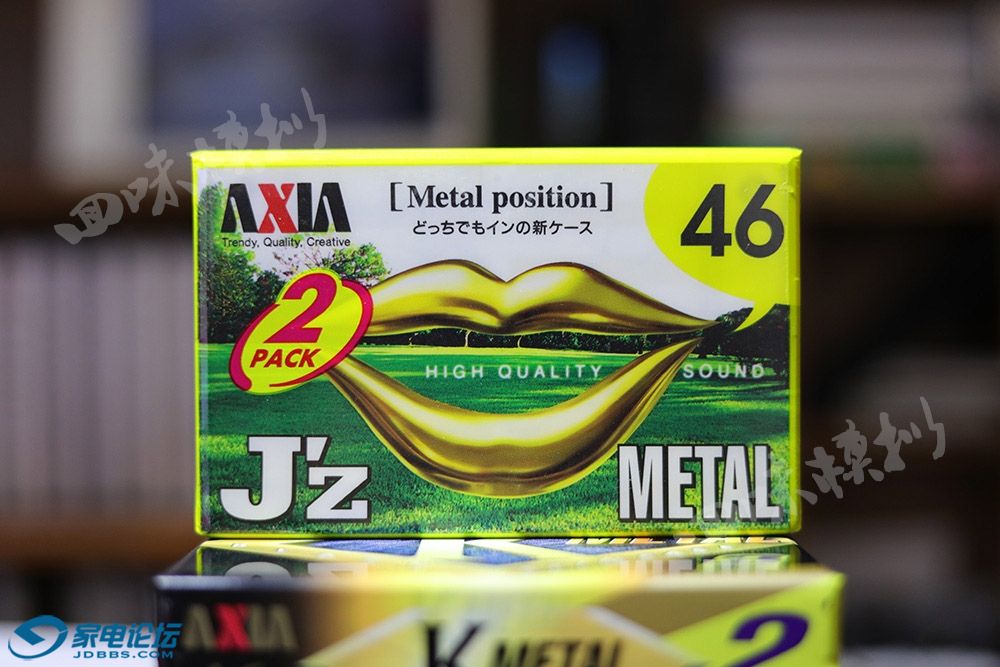 AXIA
Trendy, Quality, Creative
[Metal position]
どっちでもインの新ケース
46
2
PACK
HIGH QUALITY SOUND
J'z
METAL
AXIA
K METAL
2
家电论坛
JDBBS.COM